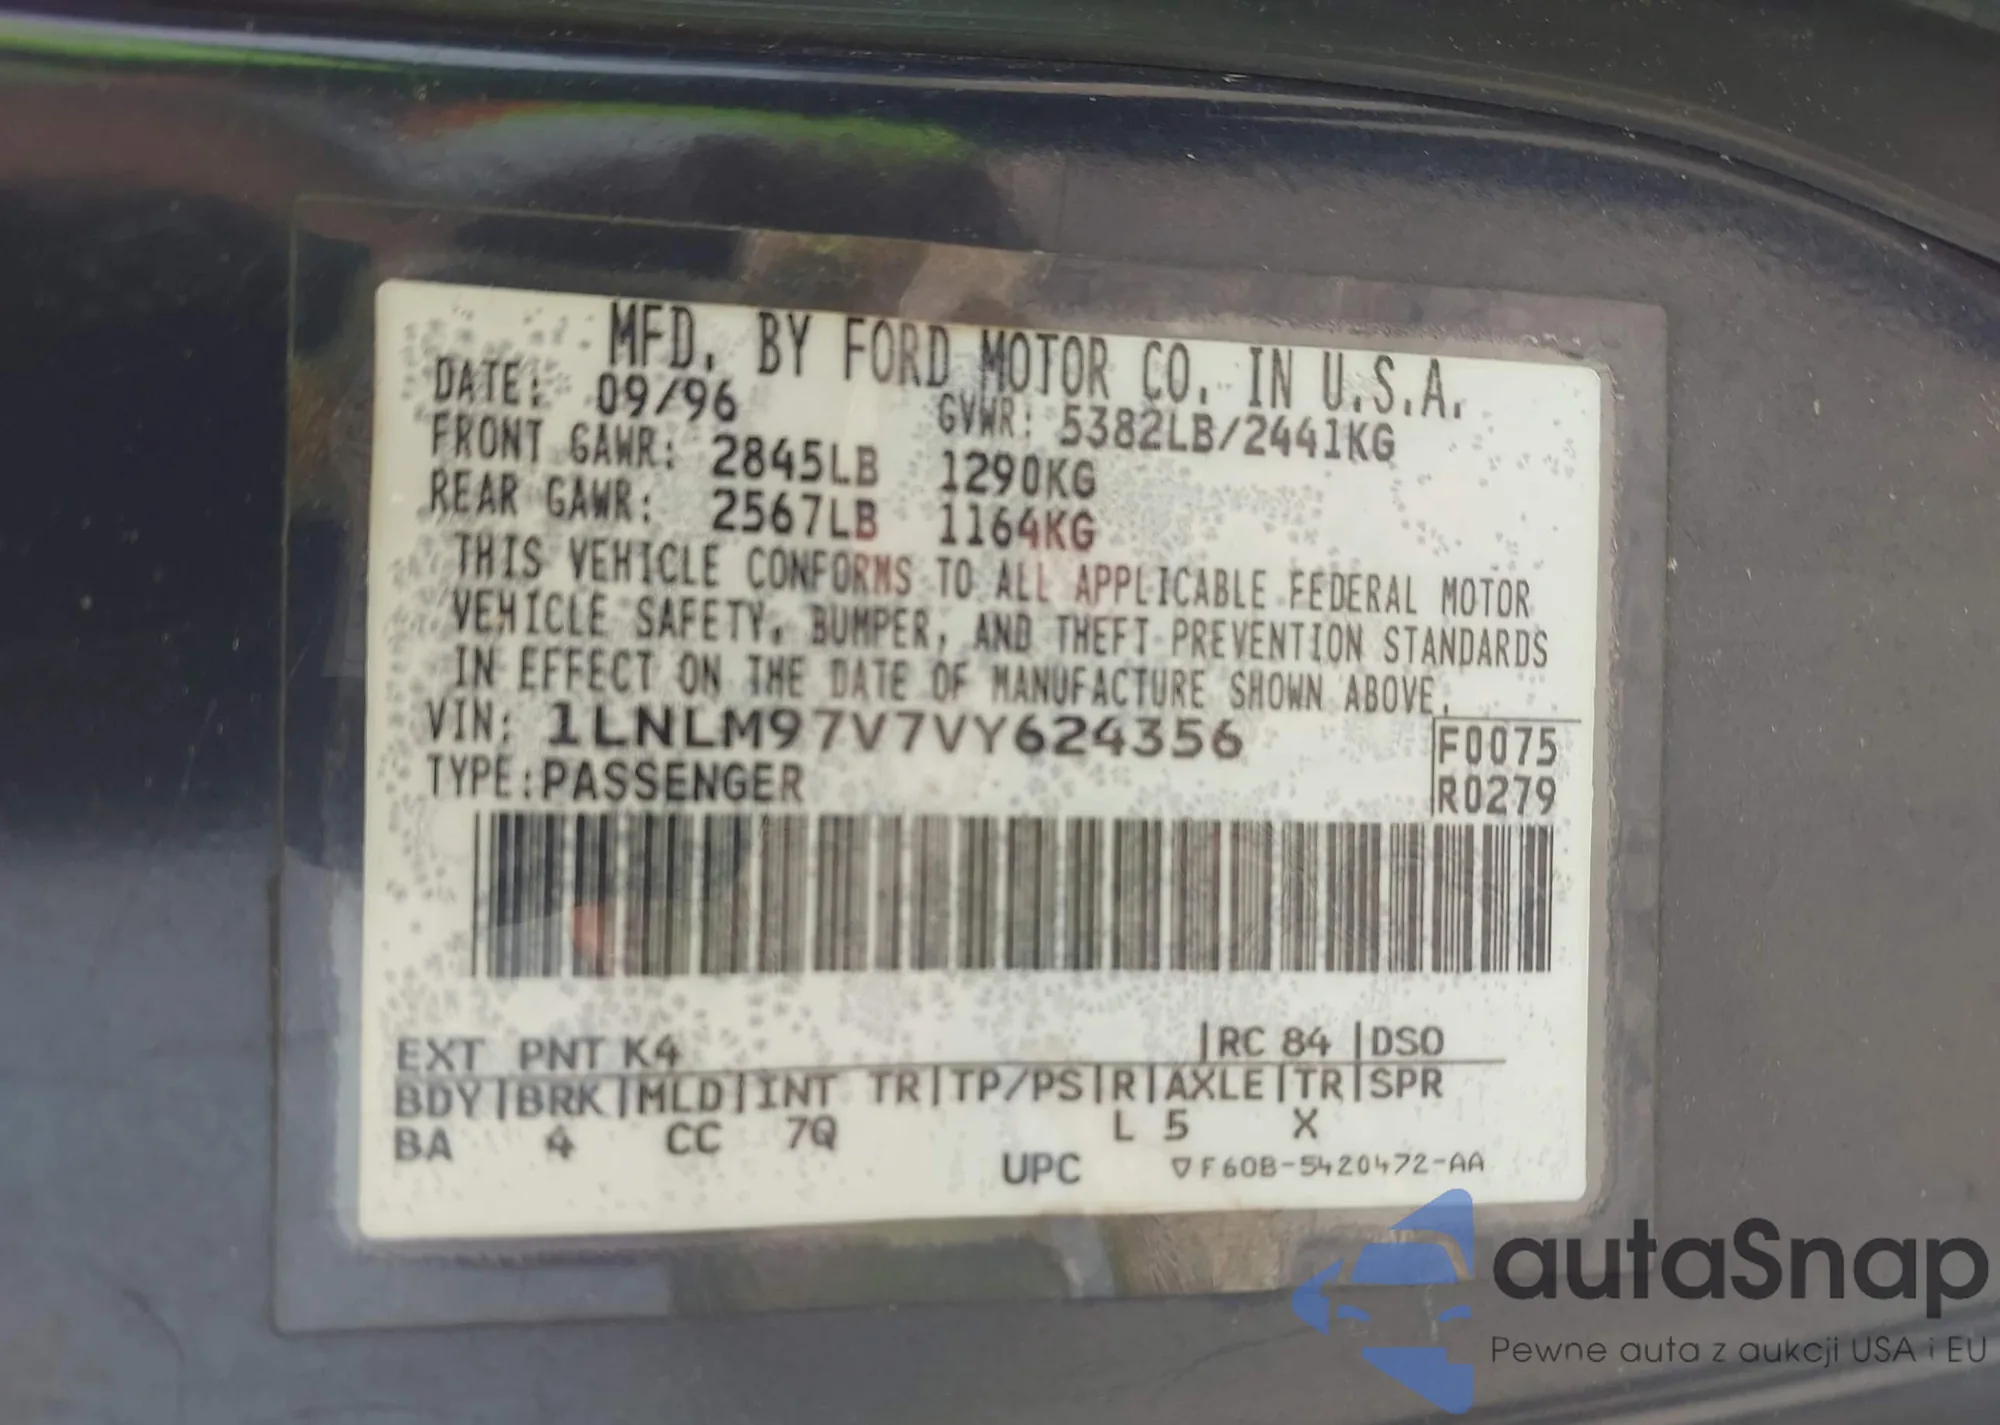 MFD. BY FORD MOTOR CO. IN U.S.A.
DATE: 09/96 GVWR: 5382LB/2441KG
FRONT GAWR: 2845LB 1290KG
REAR GAWR: 2567LB 1164KG
THIS VEHICLE CONFORMS TO ALL APPLICABLE FEDERAL MOTOR
VEHICLE SAFETY, BUMPER, AND THEFT PREVENTION STANDARDS
IN EFFECT ON THE DATE OF MANUFACTURE SHOWN ABOVE.
VIN: 1LNLM97V7VY624356
F0075
TYPE: PASSENGER
R0279
EXT PNT K4 |RC 84 |DSO
BDY|BRK|MLD|INT TR|TP/PS|R|AXLE|TR|SPR
BA 4 CC 7Q L 5 X
UPC ▽F60B-5420472-AA
autaSnap
Pewne auta z aukcji USA i EU